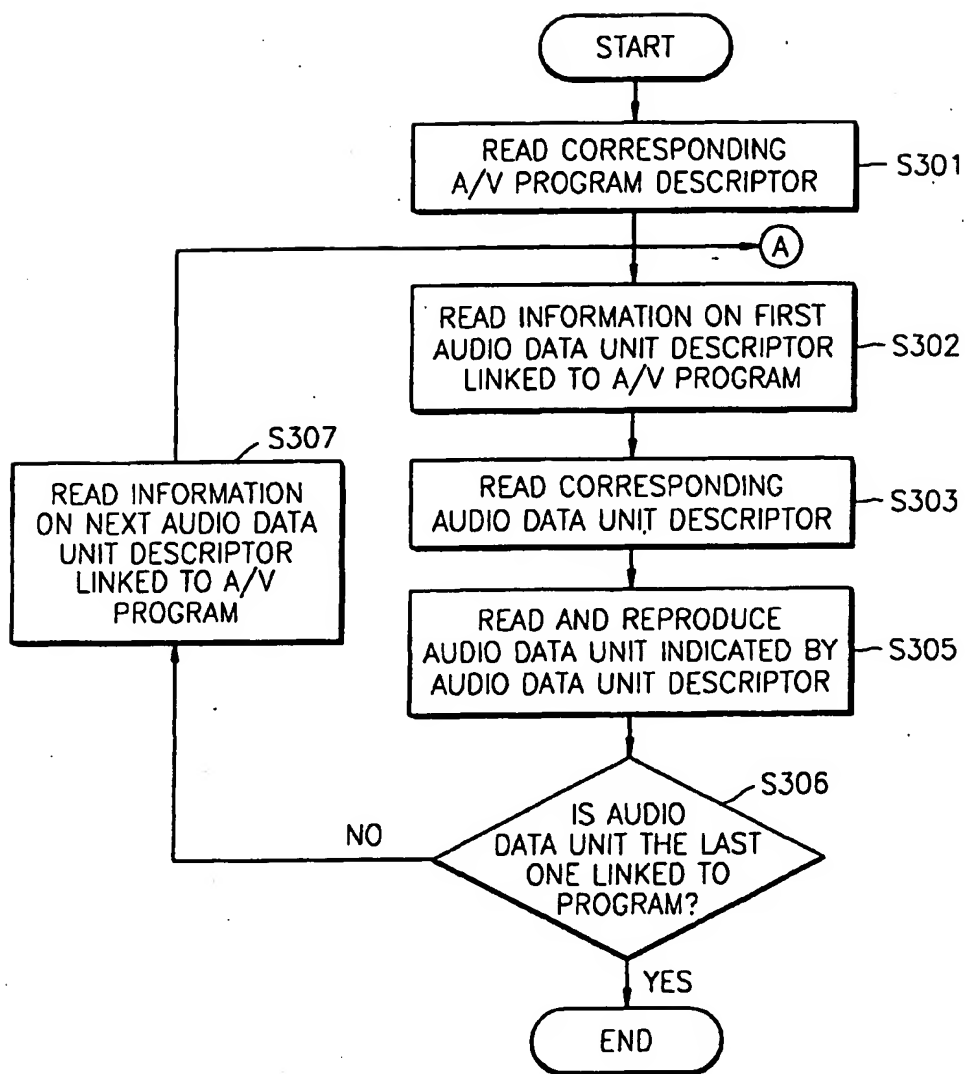 START
READ CORRESPONDING
A/V PROGRAM DESCRIPTOR
S301
A
READ INFORMATION ON FIRST
AUDIO DATA UNIT DESCRIPTOR
LINKED TO A/V PROGRAM
S302
S307
READ INFORMATION
ON NEXT AUDIO DATA
UNIT DESCRIPTOR
LINKED TO A/V
PROGRAM
READ CORRESPONDING
AUDIO DATA UNIT DESCRIPTOR
S303
READ AND REPRODUCE
AUDIO DATA UNIT INDICATED BY
AUDIO DATA UNIT DESCRIPTOR
S305
S306
IS AUDIO
DATA UNIT THE LAST
ONE LINKED TO
PROGRAM?
NO
YES
END